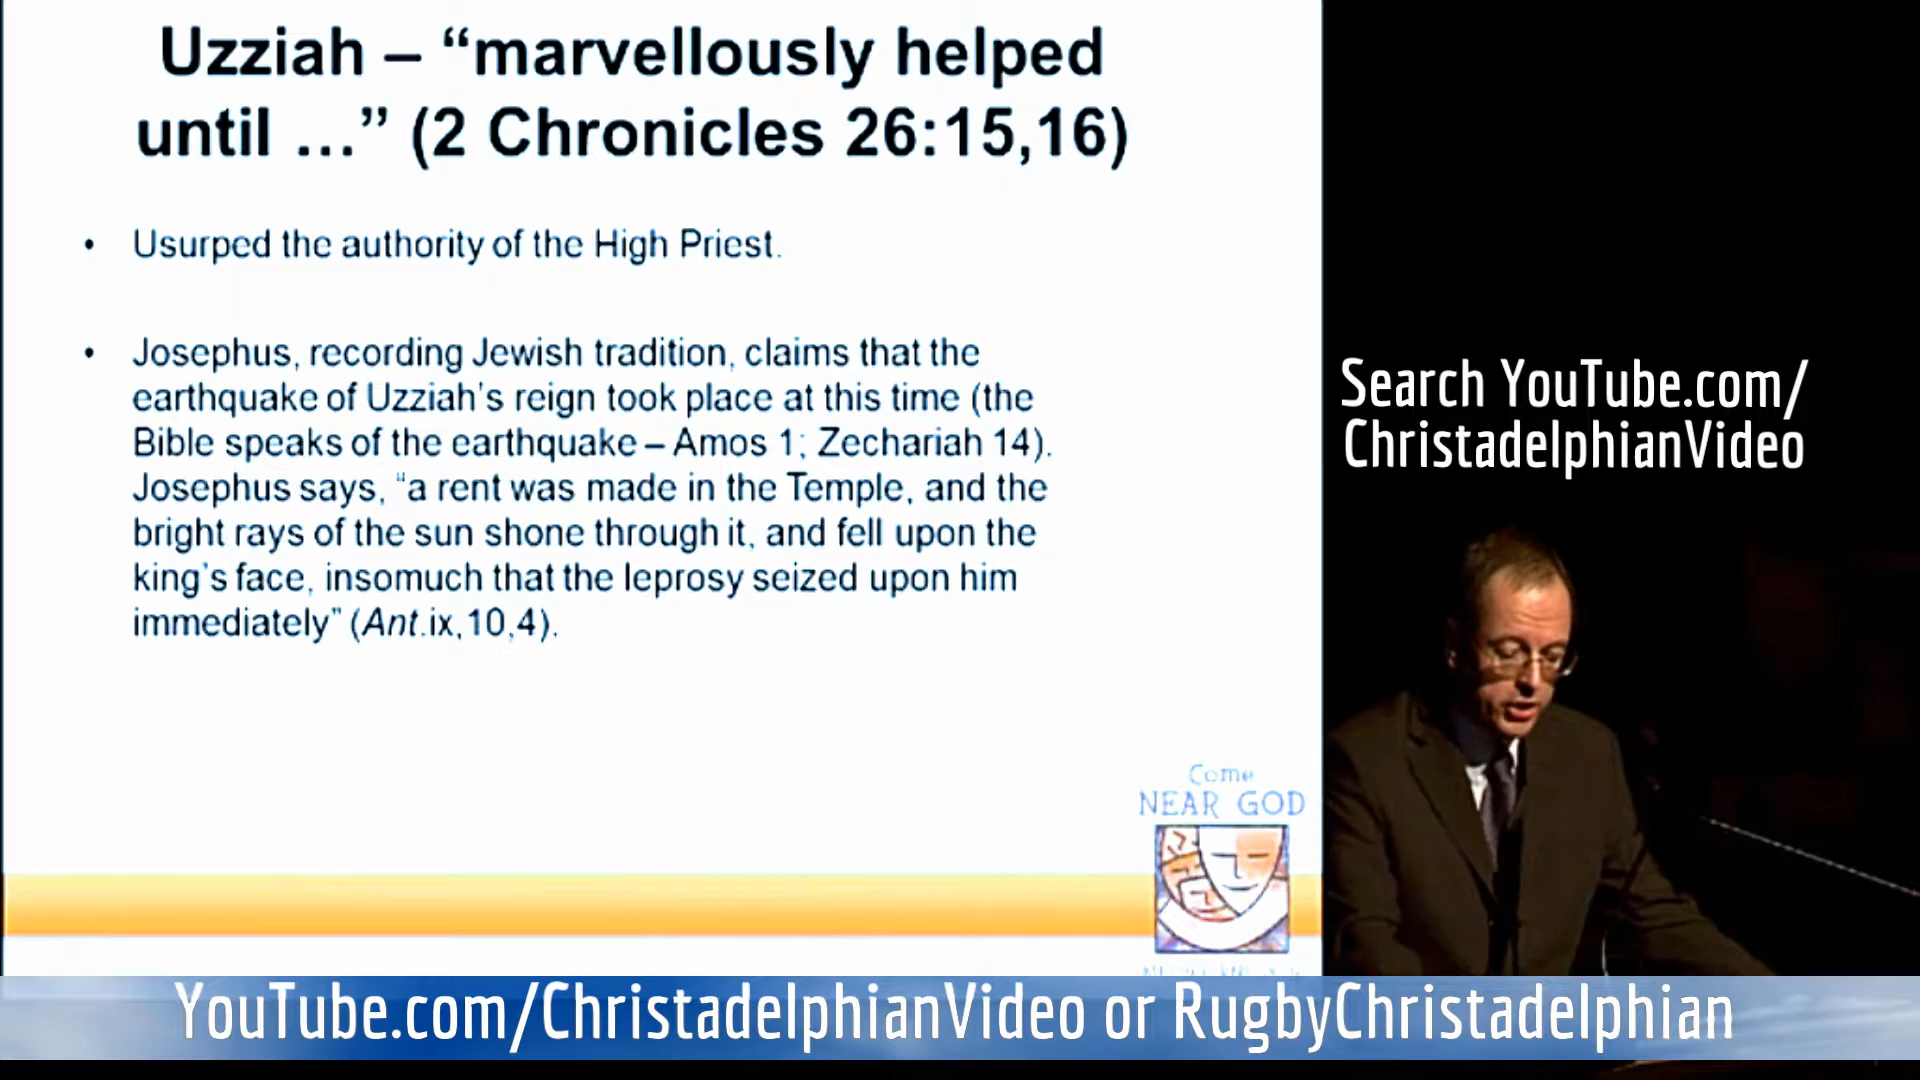 Uzziah – “marvellously helped
until …” (2 Chronicles 26:15,16)
• Usurped the authority of the High Priest.
• Josephus, recording Jewish tradition, claims that the
earthquake of Uzziah's reign took place at this time (the
Bible speaks of the earthquake – Amos 1; Zechariah 14).
Josephus says, “a rent was made in the Temple, and the
bright rays of the sun shone through it, and fell upon the
king's face, insomuch that the leprosy seized upon him
immediately” (Ant.ix,10,4).
Search YouTube.com/
ChristadelphianVideo
Come
NEAR GOD
YouTube.com/ChristadelphianVideo or RugbyChristadelphian